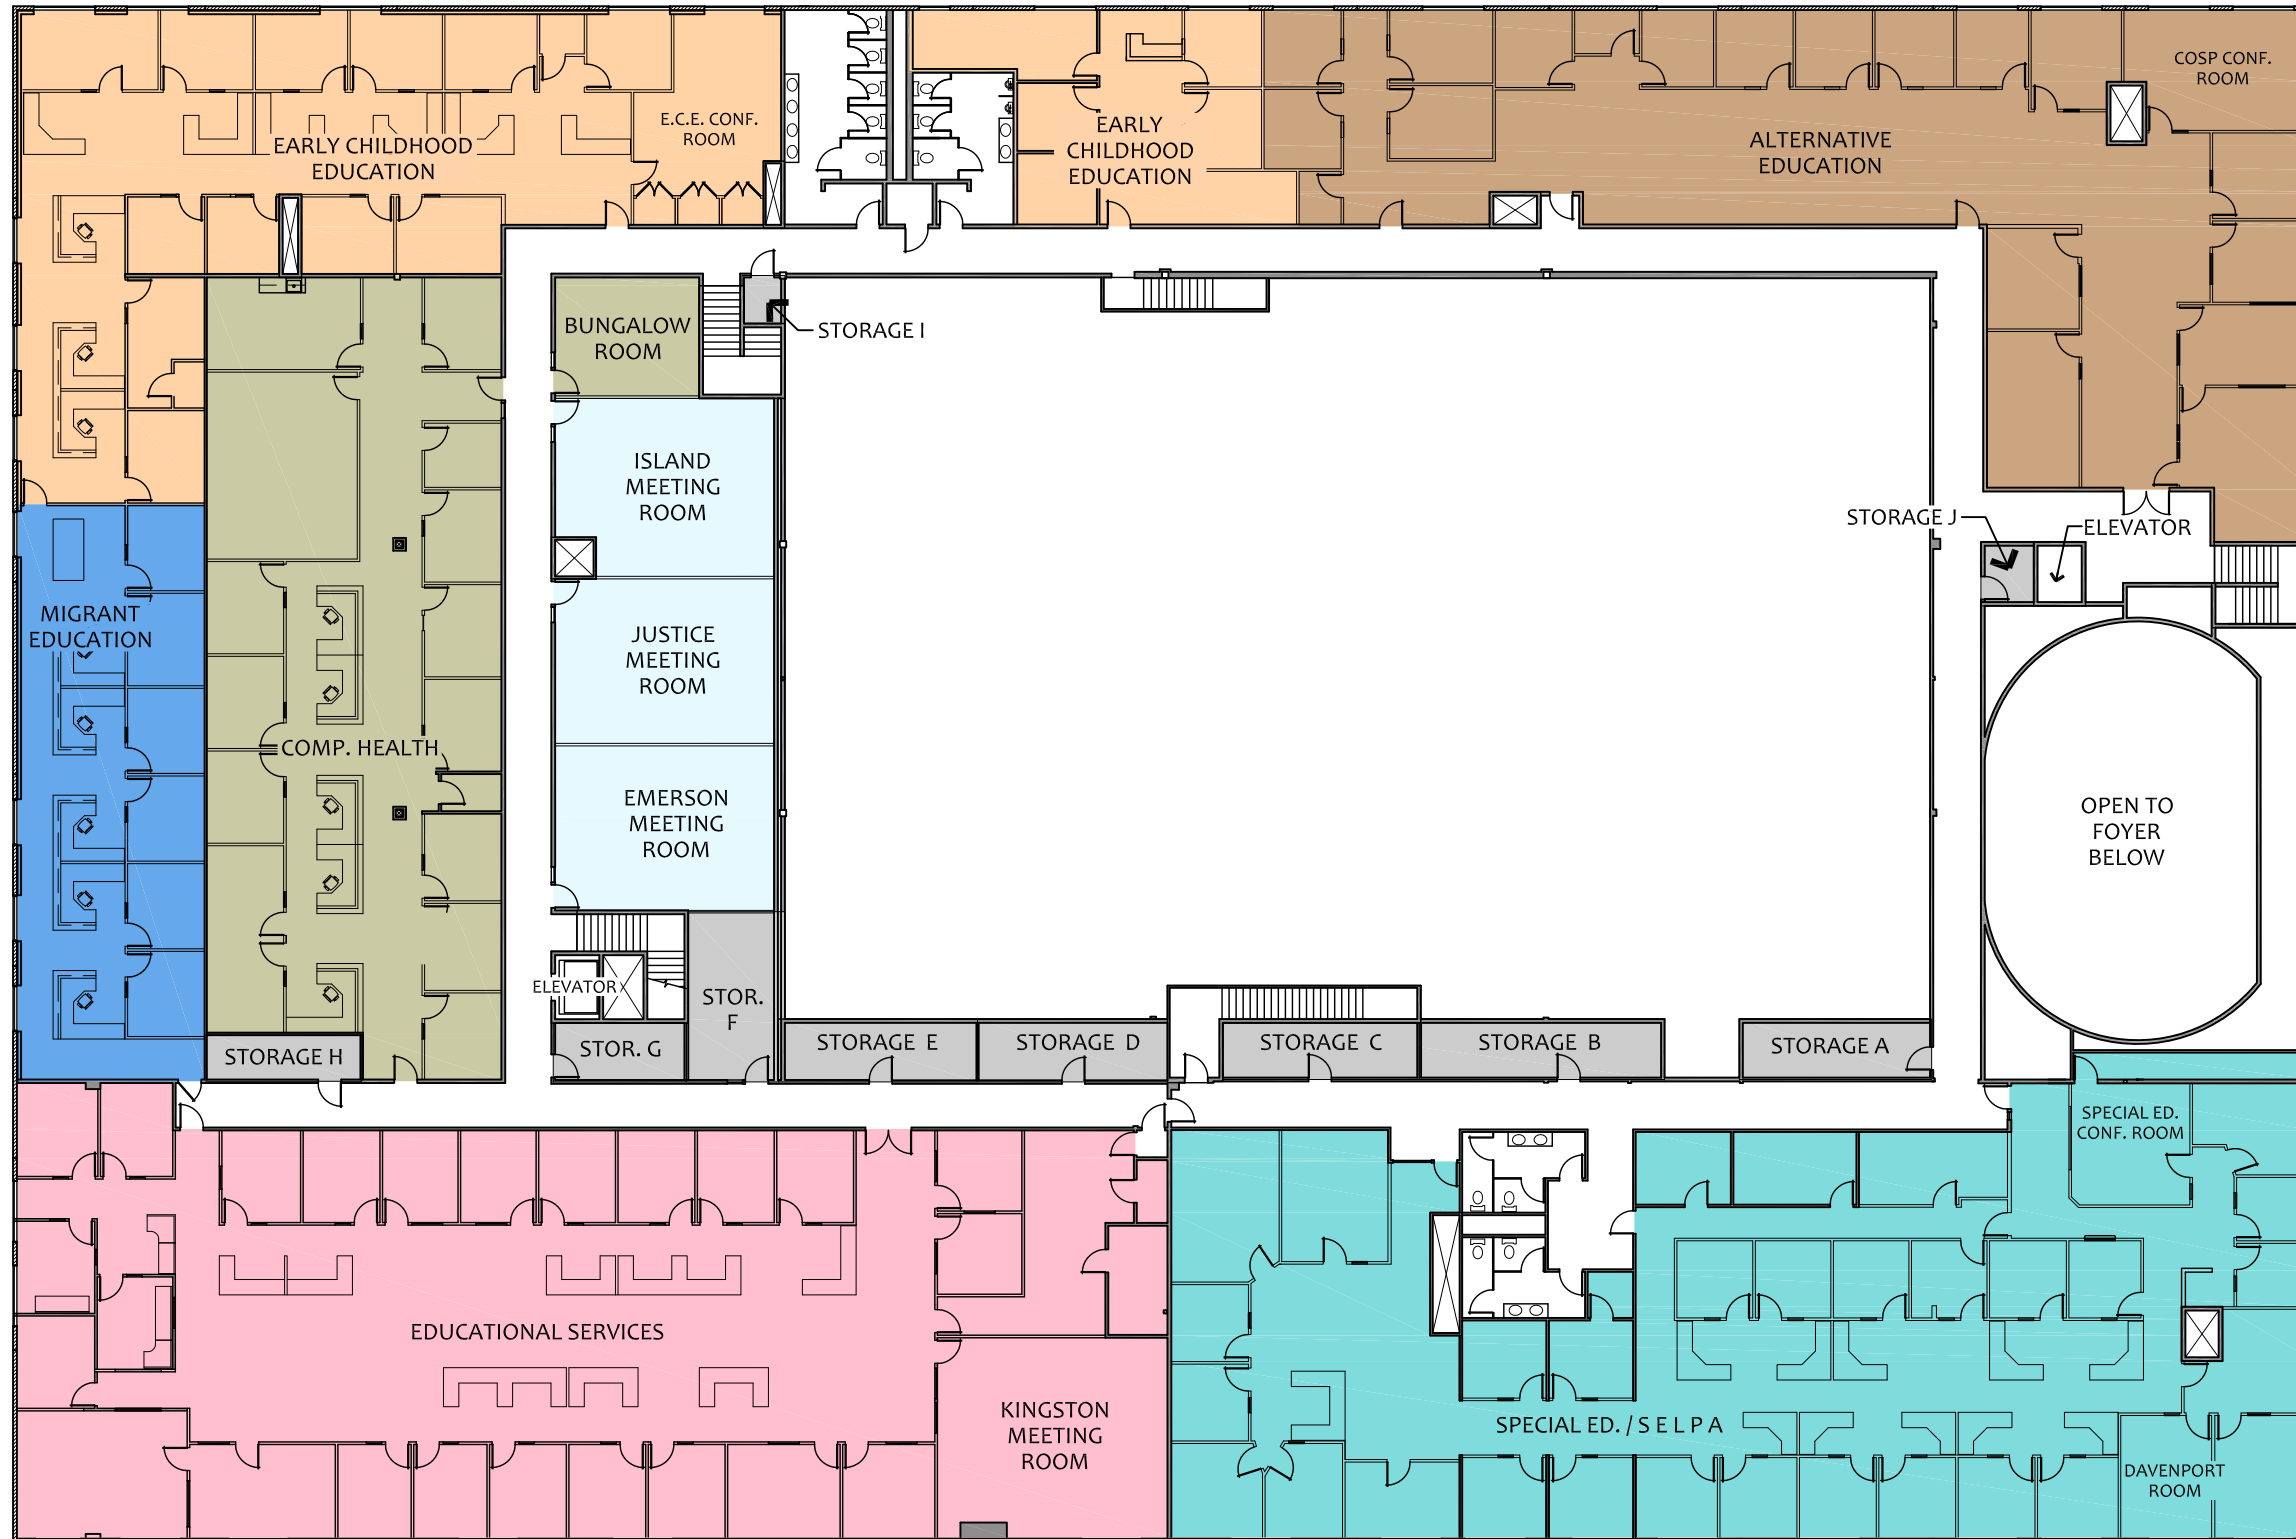 COSP CONF.
ROOM
E.C.E. CONF.
ROOM
EARLY CHILDHOOD
EDUCATION
EARLY
CHILDHOOD
EDUCATION
ALTERNATIVE
EDUCATION
BUNGALOW
ROOM
STORAGE I
ISLAND
MEETING
ROOM
STORAGE J
ELEVATOR
MIGRANT
EDUCATION
JUSTICE
MEETING
ROOM
COMP. HEALTH
EMERSON
MEETING
ROOM
OPEN TO
FOYER
BELOW
ELEVATOR
STOR.
F
STORAGE H
STOR. G
STORAGE E
STORAGE D
STORAGE C
STORAGE B
STORAGE A
SPECIAL ED.
CONF. ROOM
EDUCATIONAL SERVICES
KINGSTON
MEETING
ROOM
SPECIAL ED. / S E L P A
DAVENPORT
ROOM